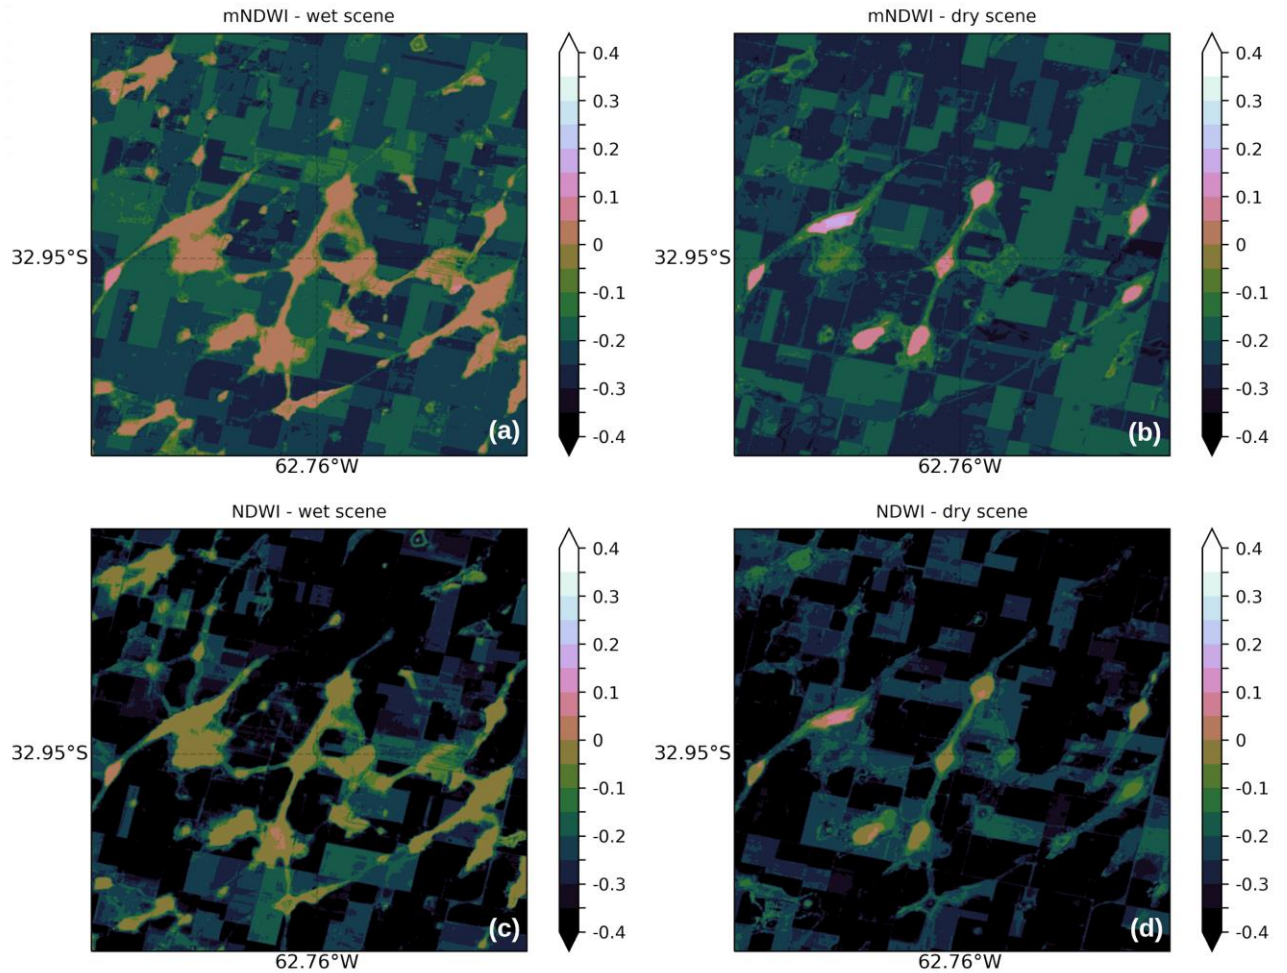 mNDWI - wet scene
mNDWI - dry scene
0.4
0.3
0.2
0.1
0
-0.1
-0.2
-0.3
-0.4
0.4
0.3
0.2
0.1
0
-0.1
-0.2
-0.3
-0.4
32.95°S
32.95°S
(a)
(b)
62.76°W
62.76°W
NDWI - wet scene
NDWI - dry scene
0.4
0.3
0.2
0.1
0
-0.1
-0.2
-0.3
-0.4
0.4
0.3
0.2
0.1
0
-0.1
-0.2
-0.3
-0.4
32.95°S
32.95°S
(c)
(d)
62.76°W
62.76°W